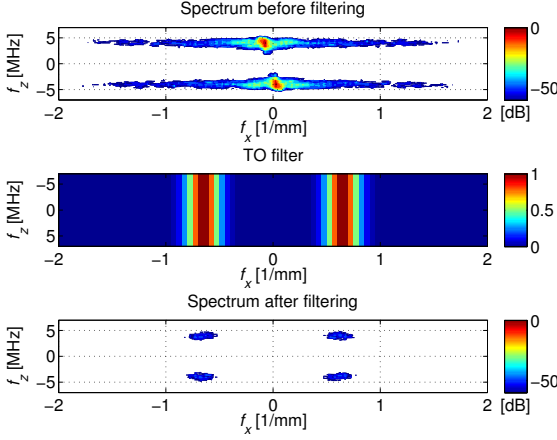 Spectrum before filtering
f_z [MHz]
5
0
−5
−2 −1 0 1 2
f_x [1/mm]
0
−50
[dB]
TO filter
f_z [MHz]
−5
0
5
−2 −1 0 1 2
f_x [1/mm]
1
0.5
0
Spectrum after filtering
f_z [MHz]
5
0
−5
−2 −1 0 1 2
f_x [1/mm]
0
−50
[dB]